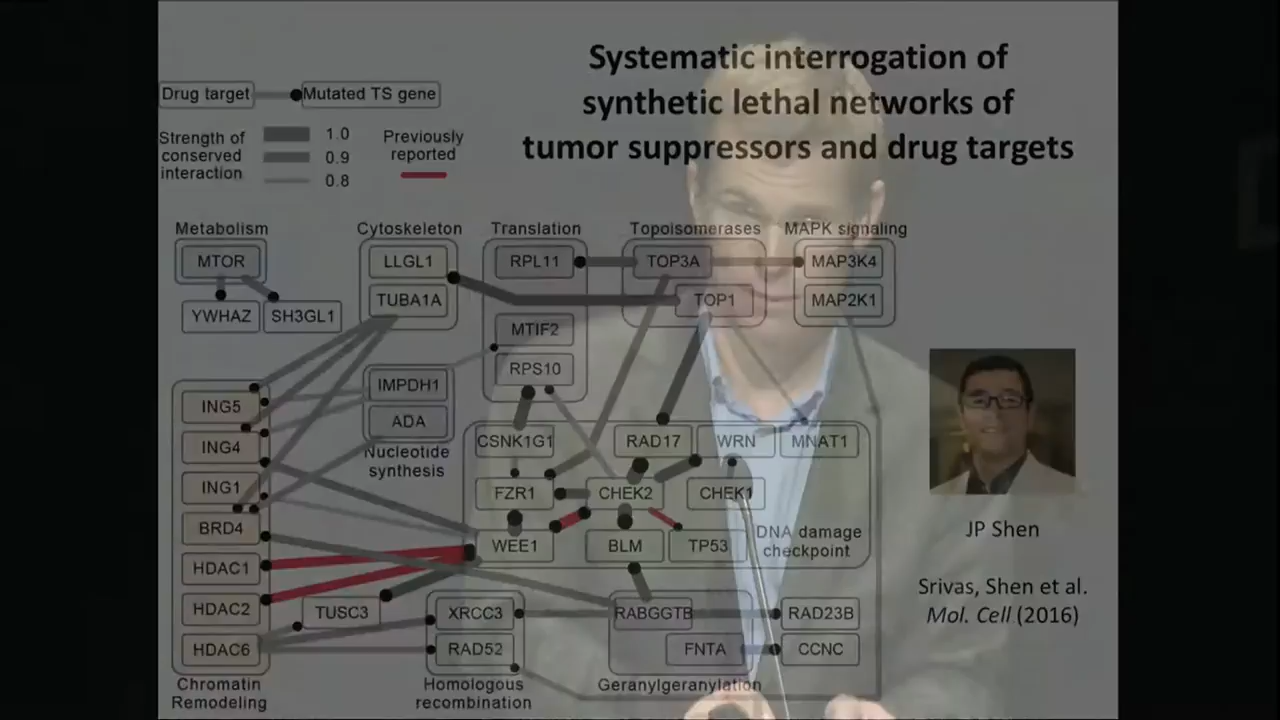 Systematic interrogation of
synthetic lethal networks of
tumor suppressors and drug targets
Drug target
Mutated TS gene
Strength of
conserved
interaction
1.0
0.9
0.8
Previously
reported
Metabolism
MTOR
YWHAZ
SH3GL1
Cytoskeleton
LLGL1
TUBA1A
Translation
RPL11
MTIF2
RPS10
Topoisomerases
TOP3A
TOP1
MAPK signaling
MAP3K4
MAP2K1
IMPDH1
ADA
Nucleotide
synthesis
ING5
ING4
ING1
BRD4
HDAC1
HDAC2
HDAC6
Chromatin
Remodeling
CSNK1G1
RAD17
WRN
MNAT1
FZR1
CHEK2
CHEK1
WEE1
BLM
TP53
DNA damage
checkpoint
TUSC3
XRCC3
RAD52
Homologous
recombination
RABGGTB
FNTA
Geranylgeranylation
RAD23B
CCNC
JP Shen
Srivas, Shen et al.
Mol. Cell (2016)